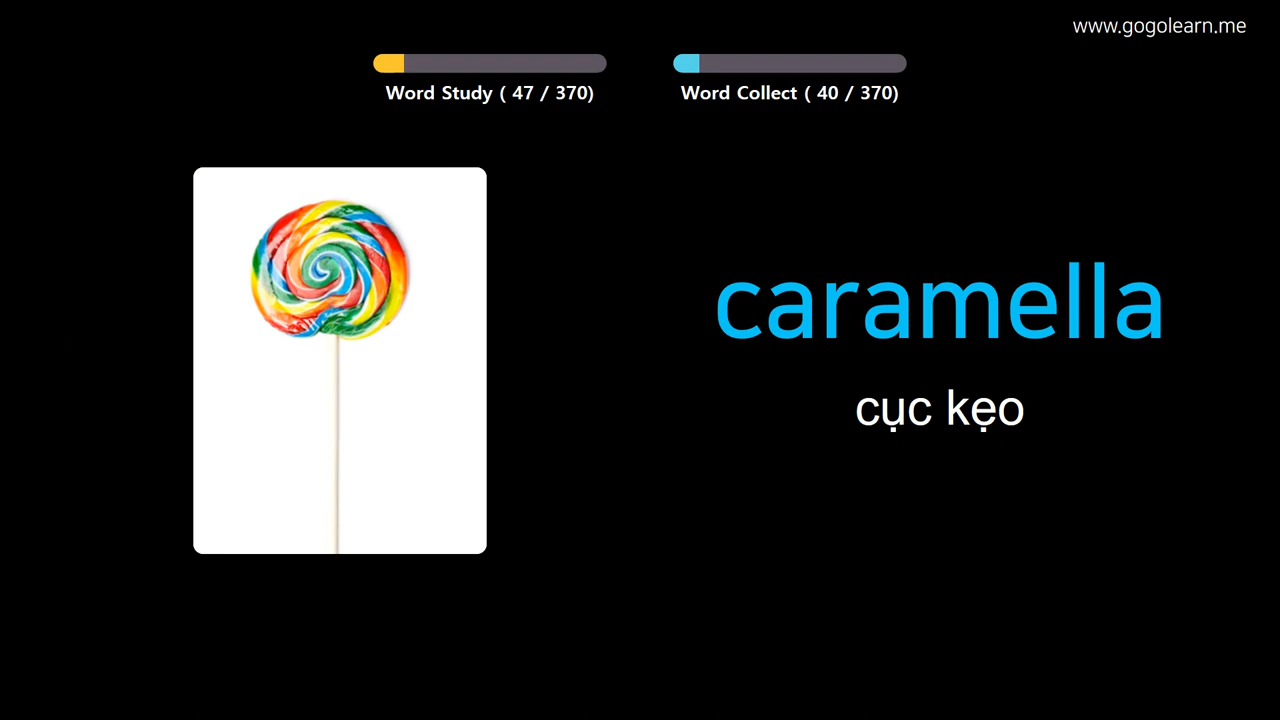 www.gogolearn.me
Word Study ( 47 / 370)
Word Collect ( 40 / 370)
caramella
cục kẹo